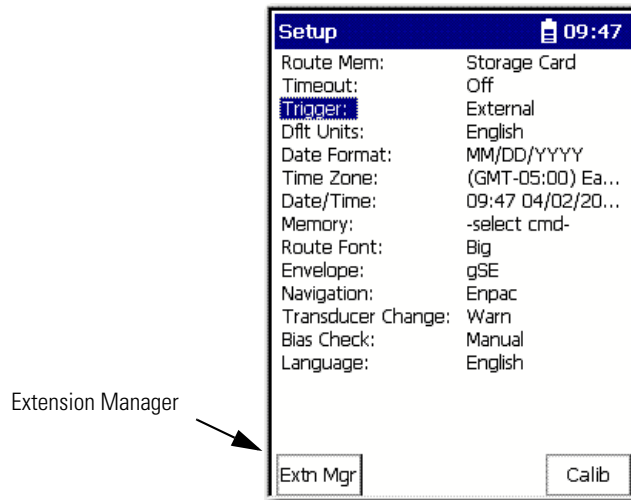 Setup 09:47
Route Mem: Storage Card
Timeout: Off
Trigger: External
Dflt Units: English
Date Format: MM/DD/YYYY
Time Zone: (GMT-05:00) Ea...
Date/Time: 09:47 04/02/20...
Memory: -select cmd-
Route Font: Big
Envelope: gSE
Navigation: Enpac
Transducer Change: Warn
Bias Check: Manual
Language: English
Extension Manager
Extn Mgr Calib